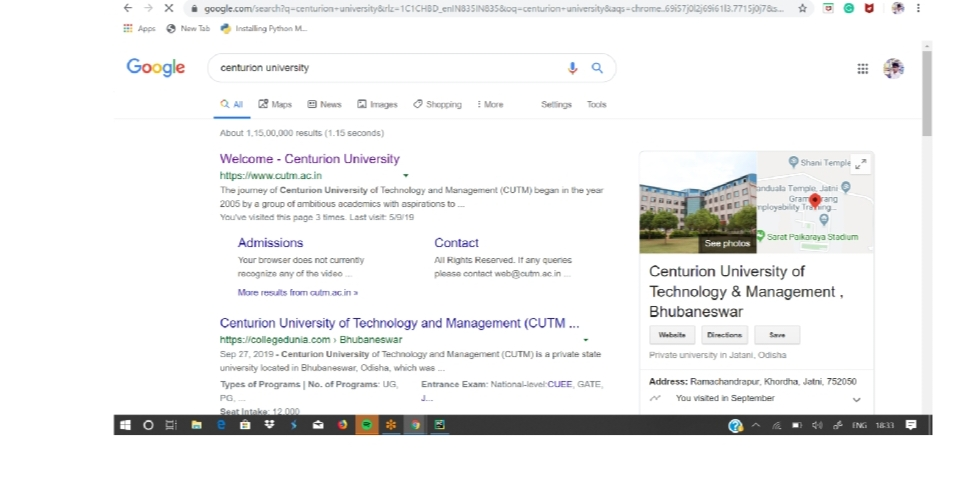 google.com/search?q=centurion+university&rlz=1C1CHBD_enIN835IN835&oq=centurion+university&aqs=chrome..69i57j0l2j69i61l3.7715j0j7&s...
Apps New Tab Installing Python M...
Google centurion university
All Maps News Images Shopping More Settings Tools
About 1,15,00,000 results (1.15 seconds)
Welcome - Centurion University
https://www.cutm.ac.in
The journey of Centurion University of Technology and Management (CUTM) began in the year
2005 by a group of ambitious academics with aspirations to ...
You've visited this page 3 times. Last visit: 5/9/19
Admissions
Your browser does not currently
recognize any of the video ...
Contact
All Rights Reserved. If any queries
please contact web@cutm.ac.in ...
More results from cutm.ac.in »
Centurion University of Technology and Management (CUTM ...
https://collegedunia.com › Bhubaneswar
Sep 27, 2019 - Centurion University of Technology and Management (CUTM) is a private state
university located in Bhubaneswar, Odisha, which was ...
Types of Programs | No. of Programs: UG,
PG, ...
Entrance Exam: National-level:CUEE, GATE,
J...
Seat Intake: 12,000
Shani Temple
anduala Temple, Jatni
Gram rang
mployability Training...
Sarat Paikaraya Stadium
See photos
Centurion University of
Technology & Management ,
Bhubaneswar
Website Directions Save
Private university in Jatani, Odisha
Address: Ramachandrapur, Khordha, Jatni, 752050
You visited in September
ENG 18:33